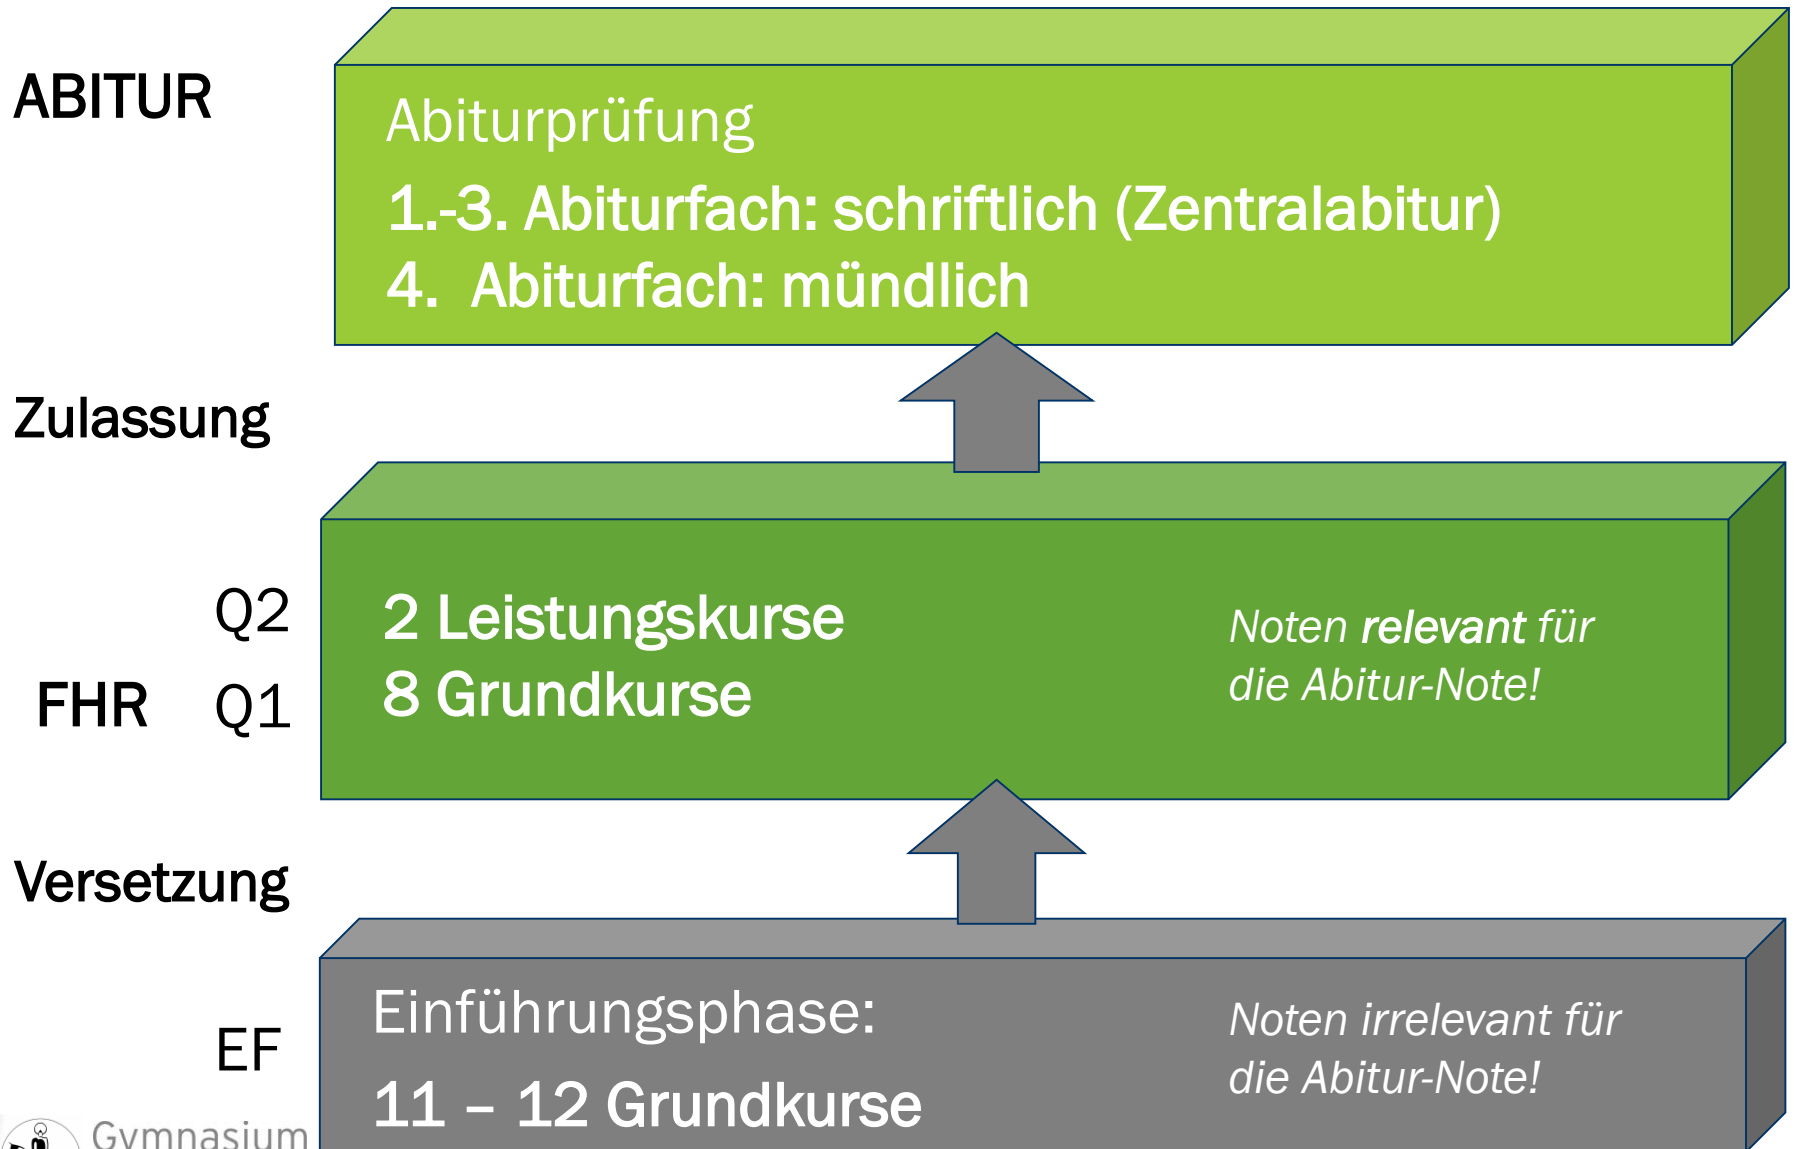 ABITUR
Abiturprüfung
1.-3. Abiturfach: schriftlich (Zentralabitur)
4. Abiturfach: mündlich
Zulassung
Q2
2 Leistungskurse
FHR Q1
8 Grundkurse
Noten relevant für
die Abitur-Note!
Versetzung
EF
Einführungsphase:
11 – 12 Grundkurse
Noten irrelevant für
die Abitur-Note!
Gymnasium